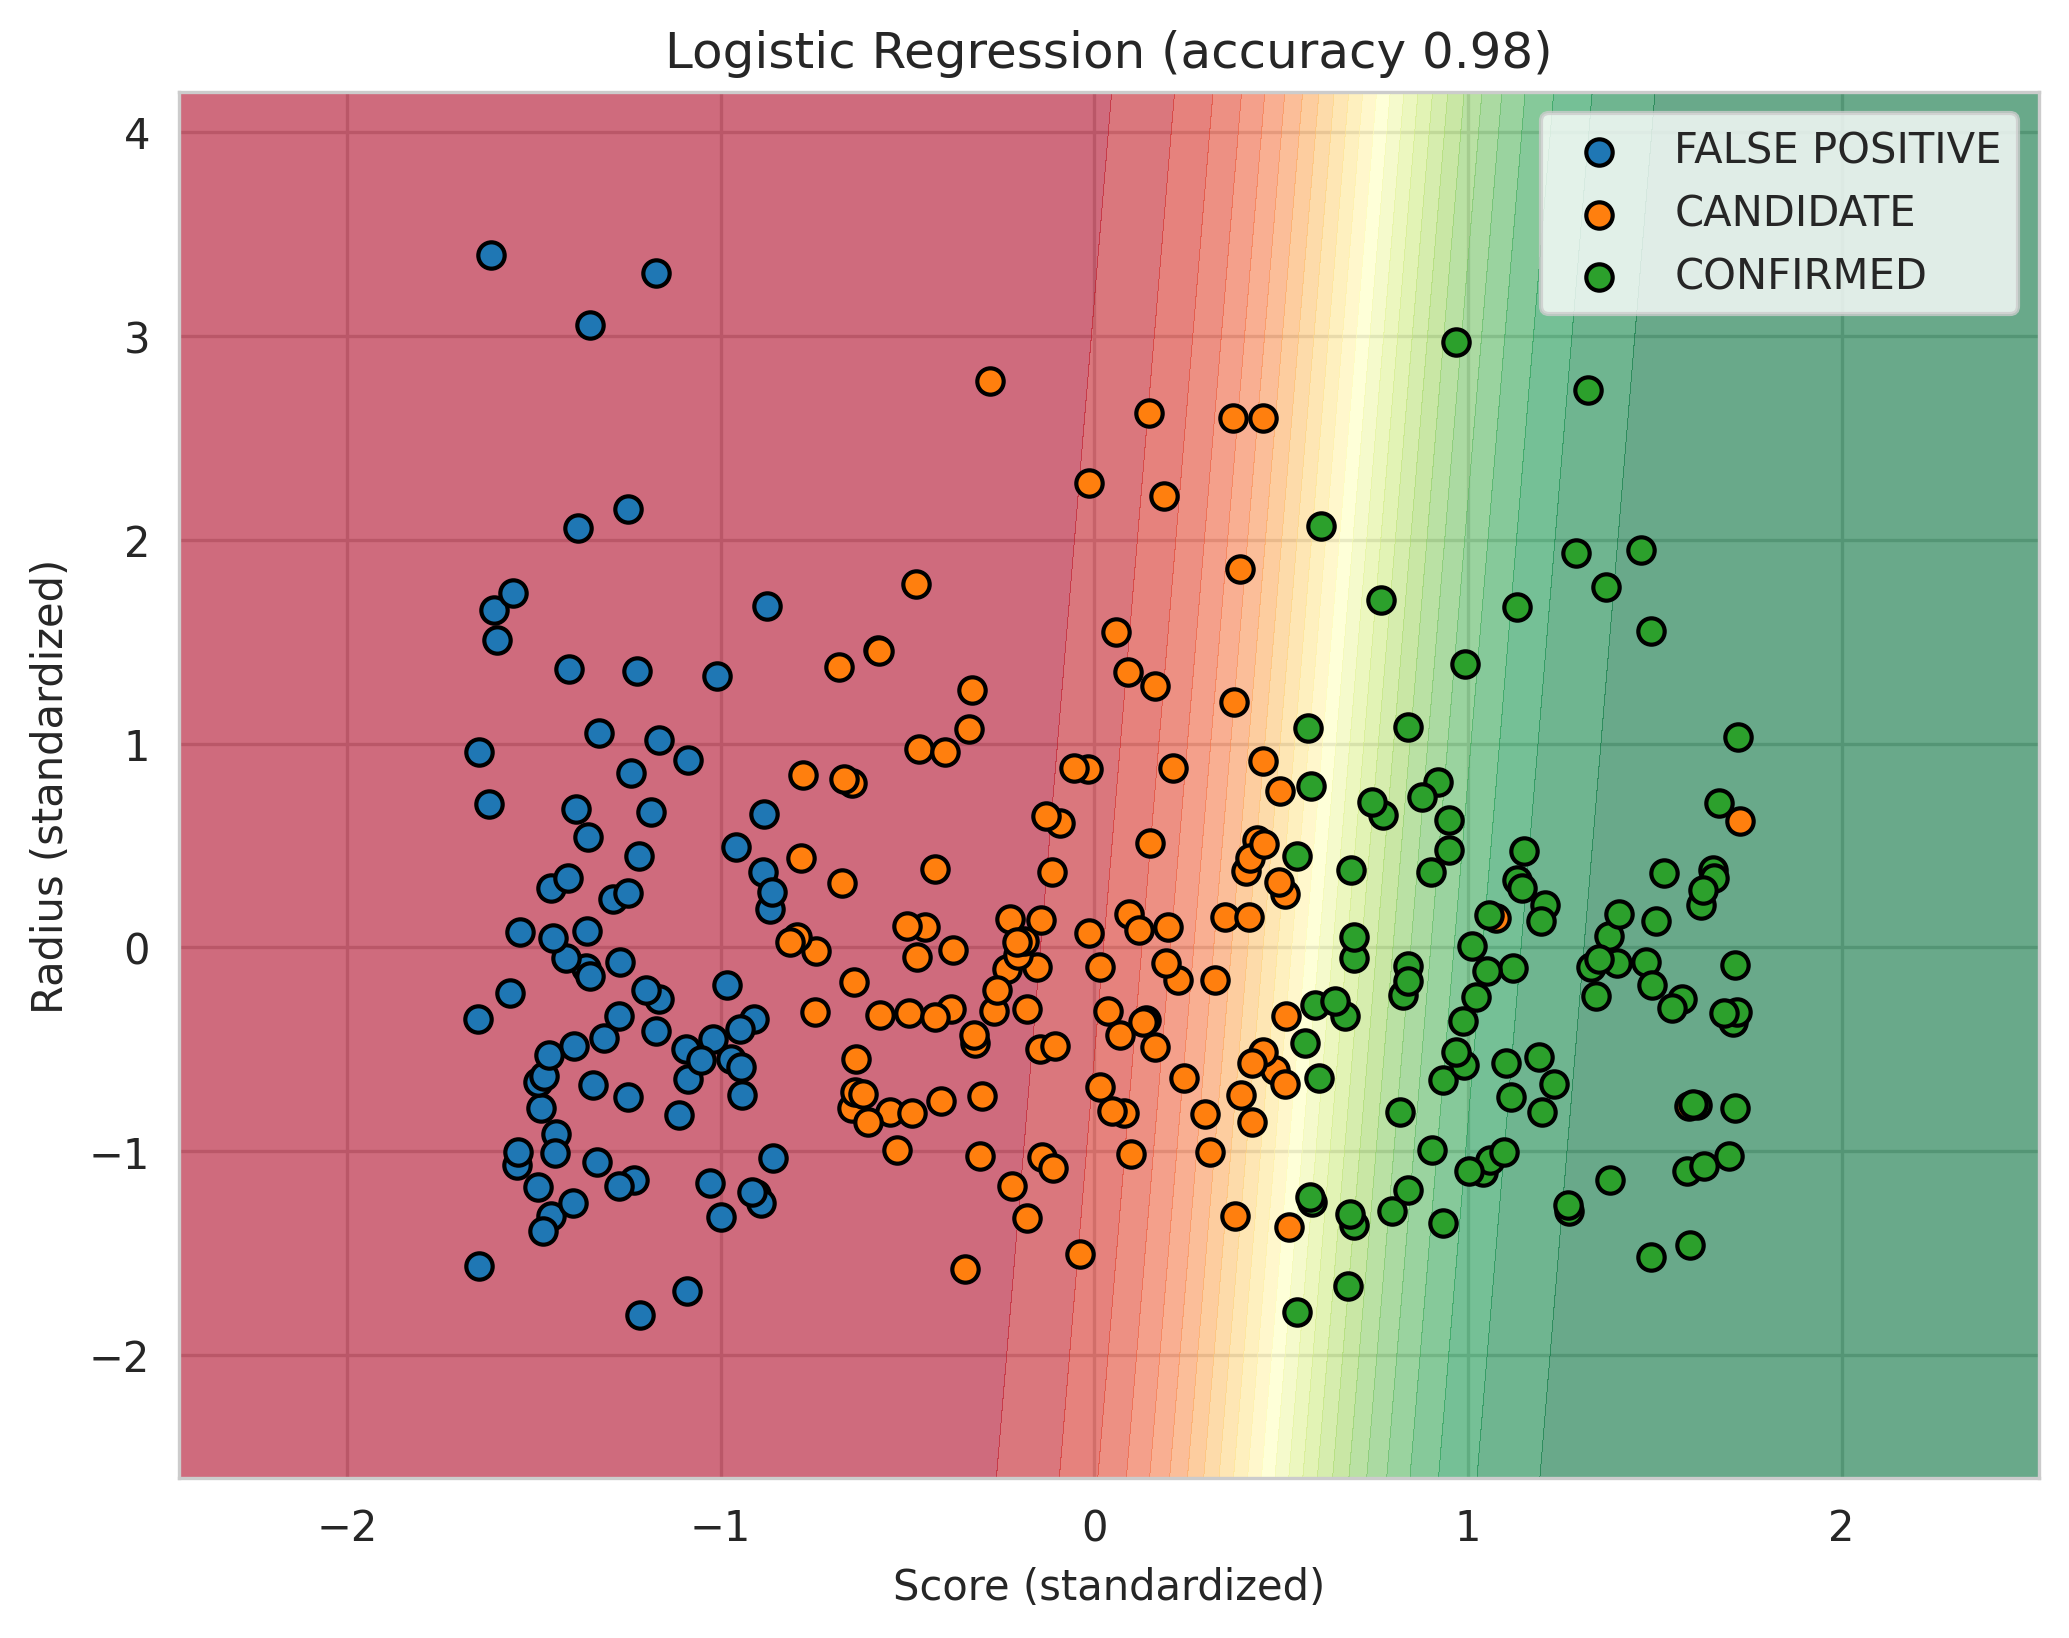 Logistic Regression (accuracy 0.98)
FALSE POSITIVE
CANDIDATE
CONFIRMED
4
3
2
1
0
−1
−2
Radius (standardized)
−2
−1
0
1
2
Score (standardized)